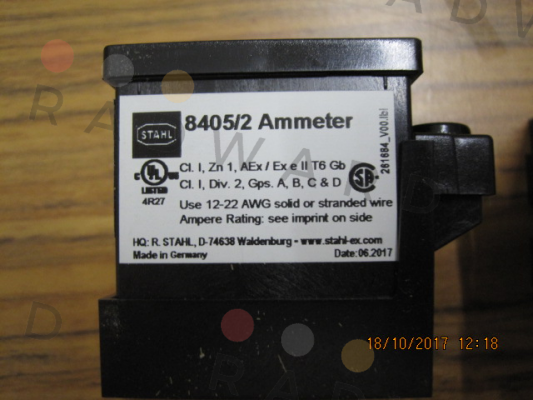 STAHL
8405/2 Ammeter
UL
LISTED
4R27
Cl. I, Zn 1, AEx / Ex e II T6 Gb
Cl. I, Div. 2, Gps. A, B, C & D
Use 12-22 AWG solid or stranded wire
Ampere Rating: see imprint on side
HQ: R. STAHL, D-74638 Waldenburg - www.stahl-ex.com
Made in Germany
Date:06.2017
261684_V00.lbl
18/10/2017 12:18